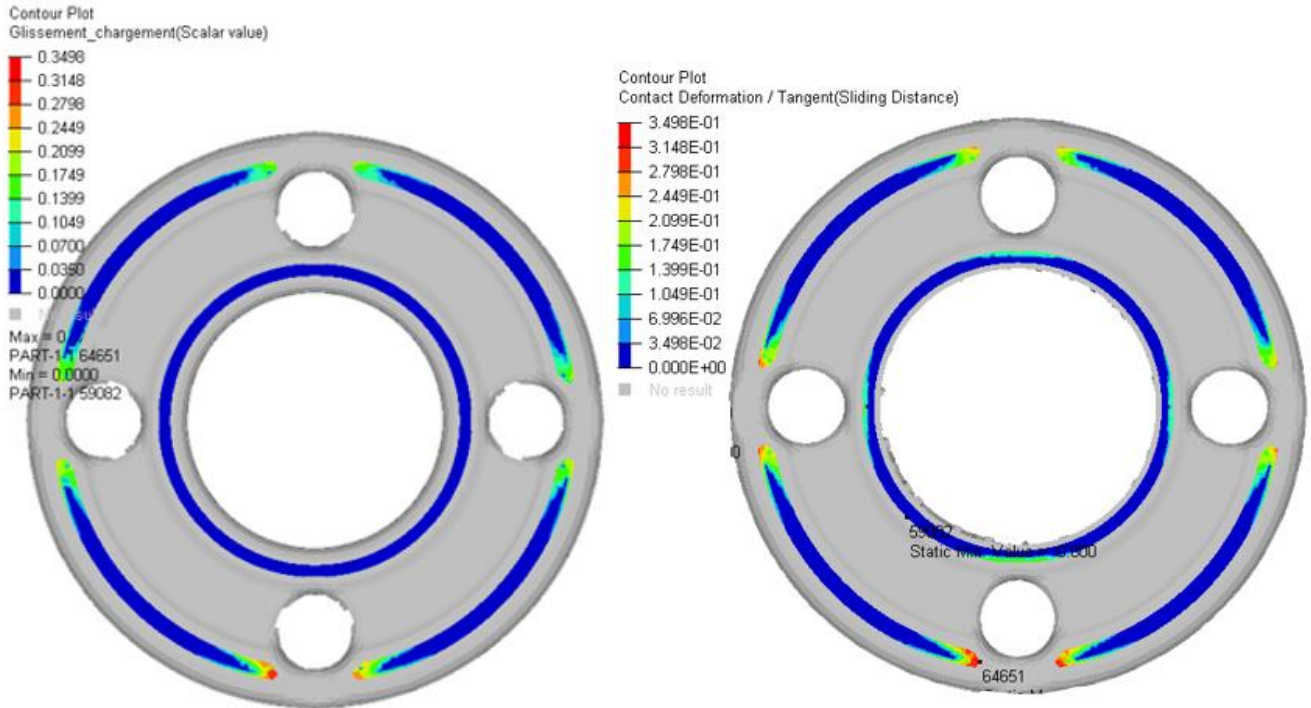 Contour Plot
Glissement_chargement(Scalar value)
0.3498
0.3148
0.2798
0.2449
0.2099
0.1749
0.1399
0.1049
0.0700
0.0350
0.0000
No
Max = 0.
PART-1-1 64651
Min = 0.0000
PART-1-1 59082
Contour Plot
Contact Deformation / Tangent(Sliding Distance)
3.498E-01
3.148E-01
2.798E-01
2.449E-01
2.099E-01
1.749E-01
1.399E-01
1.049E-01
6.996E-02
3.498E-02
0.000E+00
No result
0
Static Value =
64651